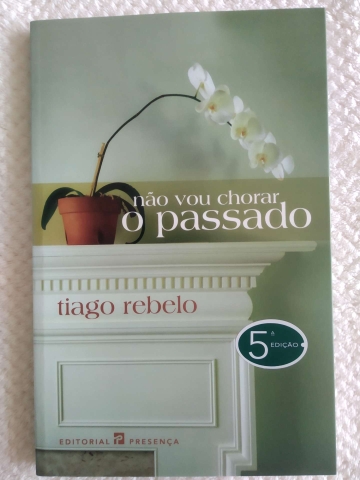 não vou chorar
o passado
tiago rebelo
5ª
EDIÇÃO
EDITORIAL PRESENÇA